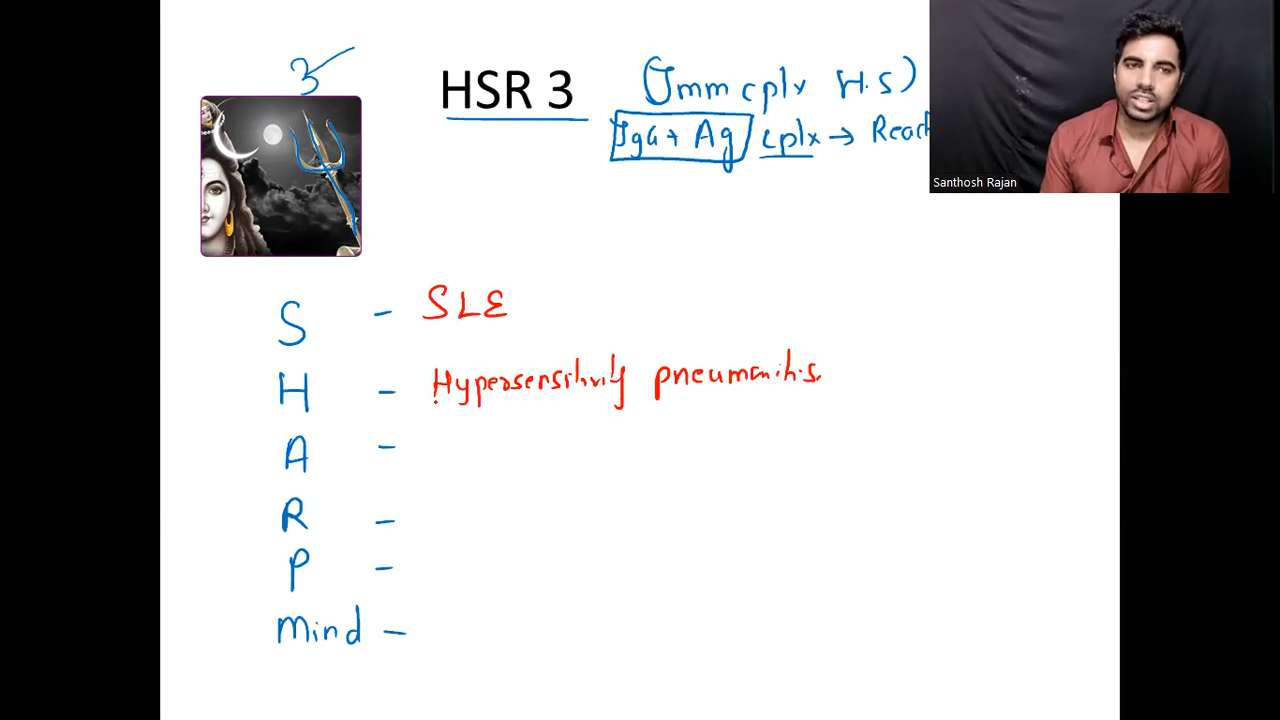 3
HSR 3
(Imm cplx H.S)
IgG + Ag cplx → React
Santhosh Rajan
S - SLE
H - Hypersensitivity pneumonitis
A -
R -
P -
Mind -